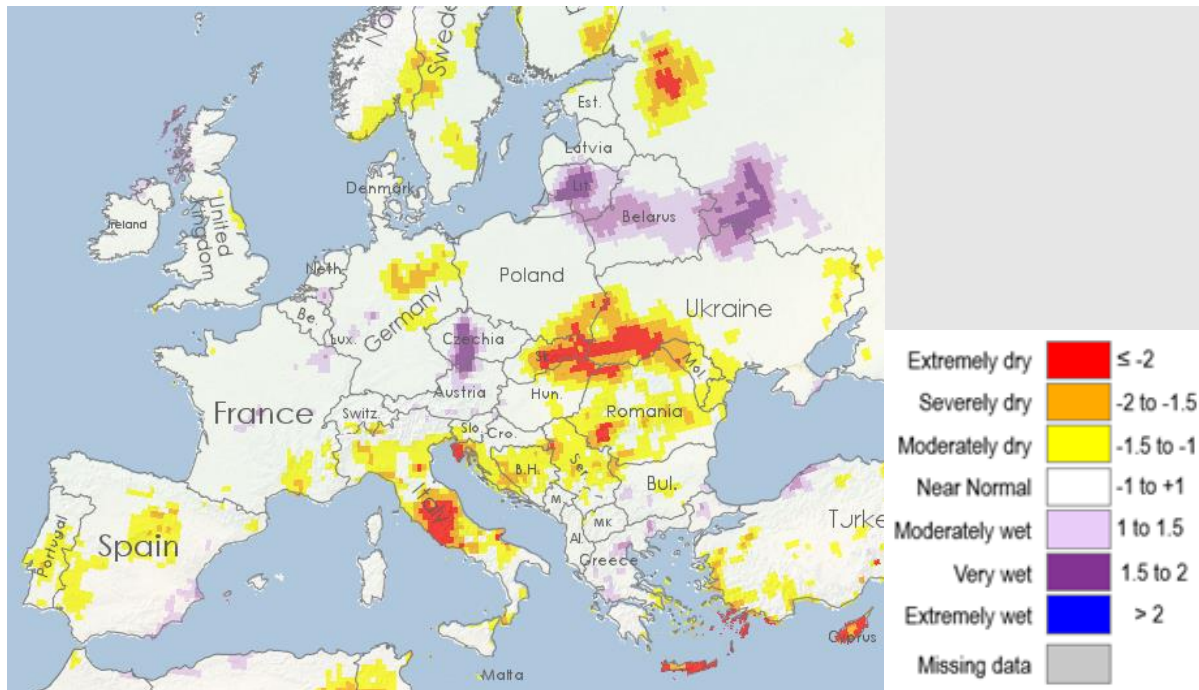 Sweden
Est.
Latvia
Lit.
Denmark
Belarus
Ireland
United
Kingdom
Neth.
Poland
Be.
Germany
Ukraine
Lux.
Czechia
Sl.
Mol.
Austria
Hun.
France
Switz.
Romania
Slo.
Cro.
B.H.
Ser.
Italy
Bul.
M.
MK
Al.
Portugal
Spain
Greece
Turke
Cyprus
Malta
Extremely dry ≤ -2
Severely dry -2 to -1.5
Moderately dry -1.5 to -1
Near Normal -1 to +1
Moderately wet 1 to 1.5
Very wet 1.5 to 2
Extremely wet > 2
Missing data